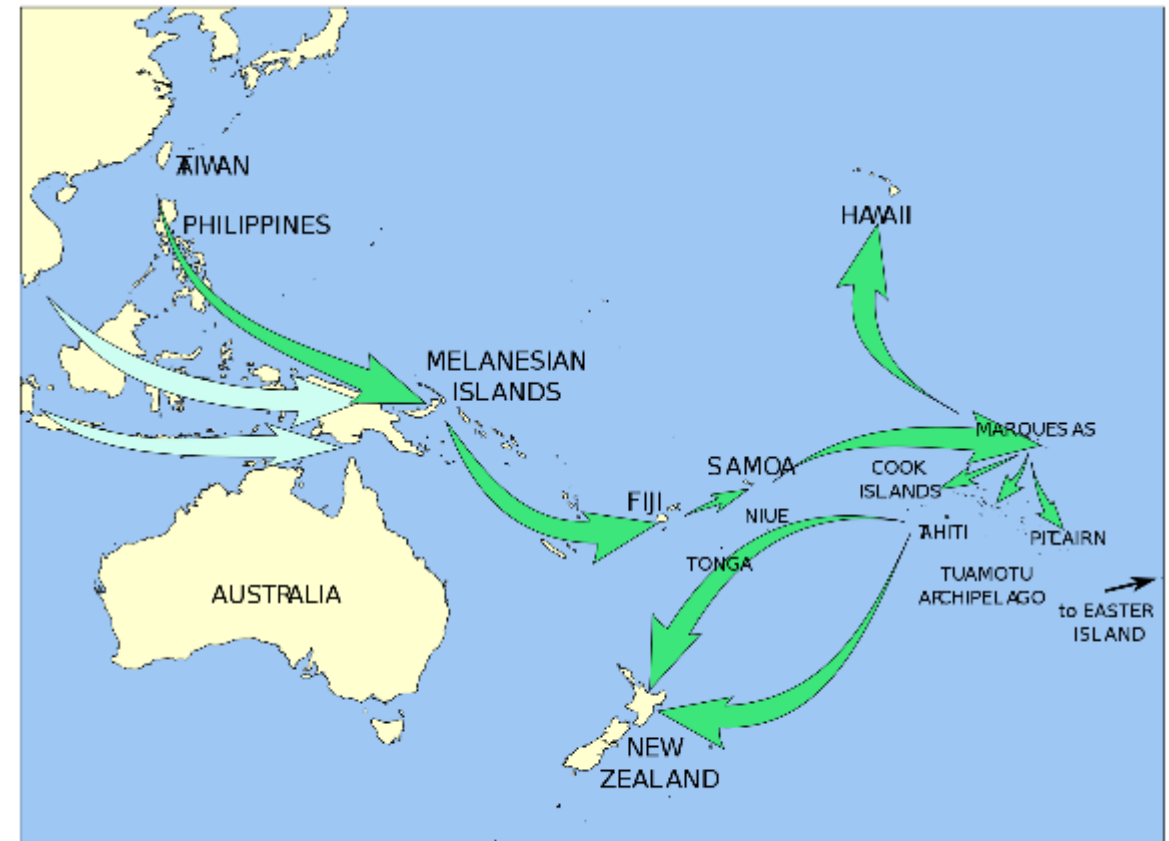 TAIWAN
PHILIPPINES
HAWAII
MELANESIAN
ISLANDS
MARQUESAS
SAMOA
COOK
ISLANDS
FIJI
NIUE
TAHITI
PITCAIRN
TONGA
TUAMOTU
ARCHIPELAGO
AUSTRALIA
to EASTER
ISLAND
NEW
ZEALAND